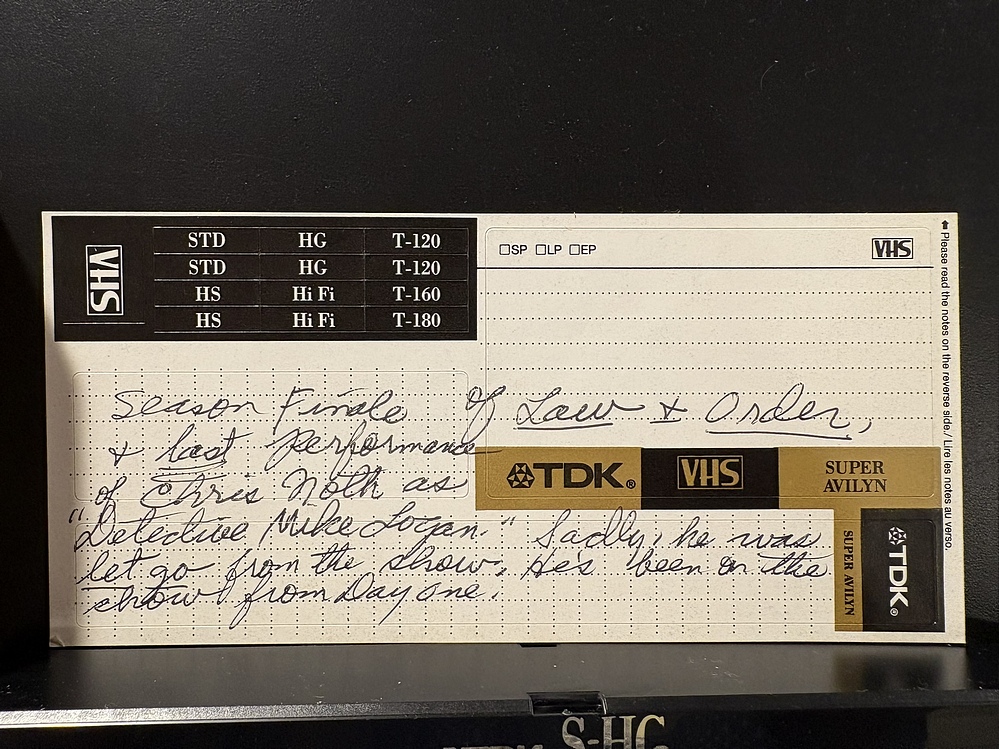 VHS
STD HG T-120
STD HG T-120
HS Hi Fi T-160
HS Hi Fi T-180
□SP □LP □EP VHS
Season Finale of Law & Order,
& last performance
of Chris Noth as
"Detective Mike Logan." Sadly, he was
let go from the show, He's been on the
show from Day one.
TDK® VHS SUPER
AVILYN
SUPER AVILYN
TDK®
Please read the notes on the reverse side./ Lire les notes au verso.
S-HG